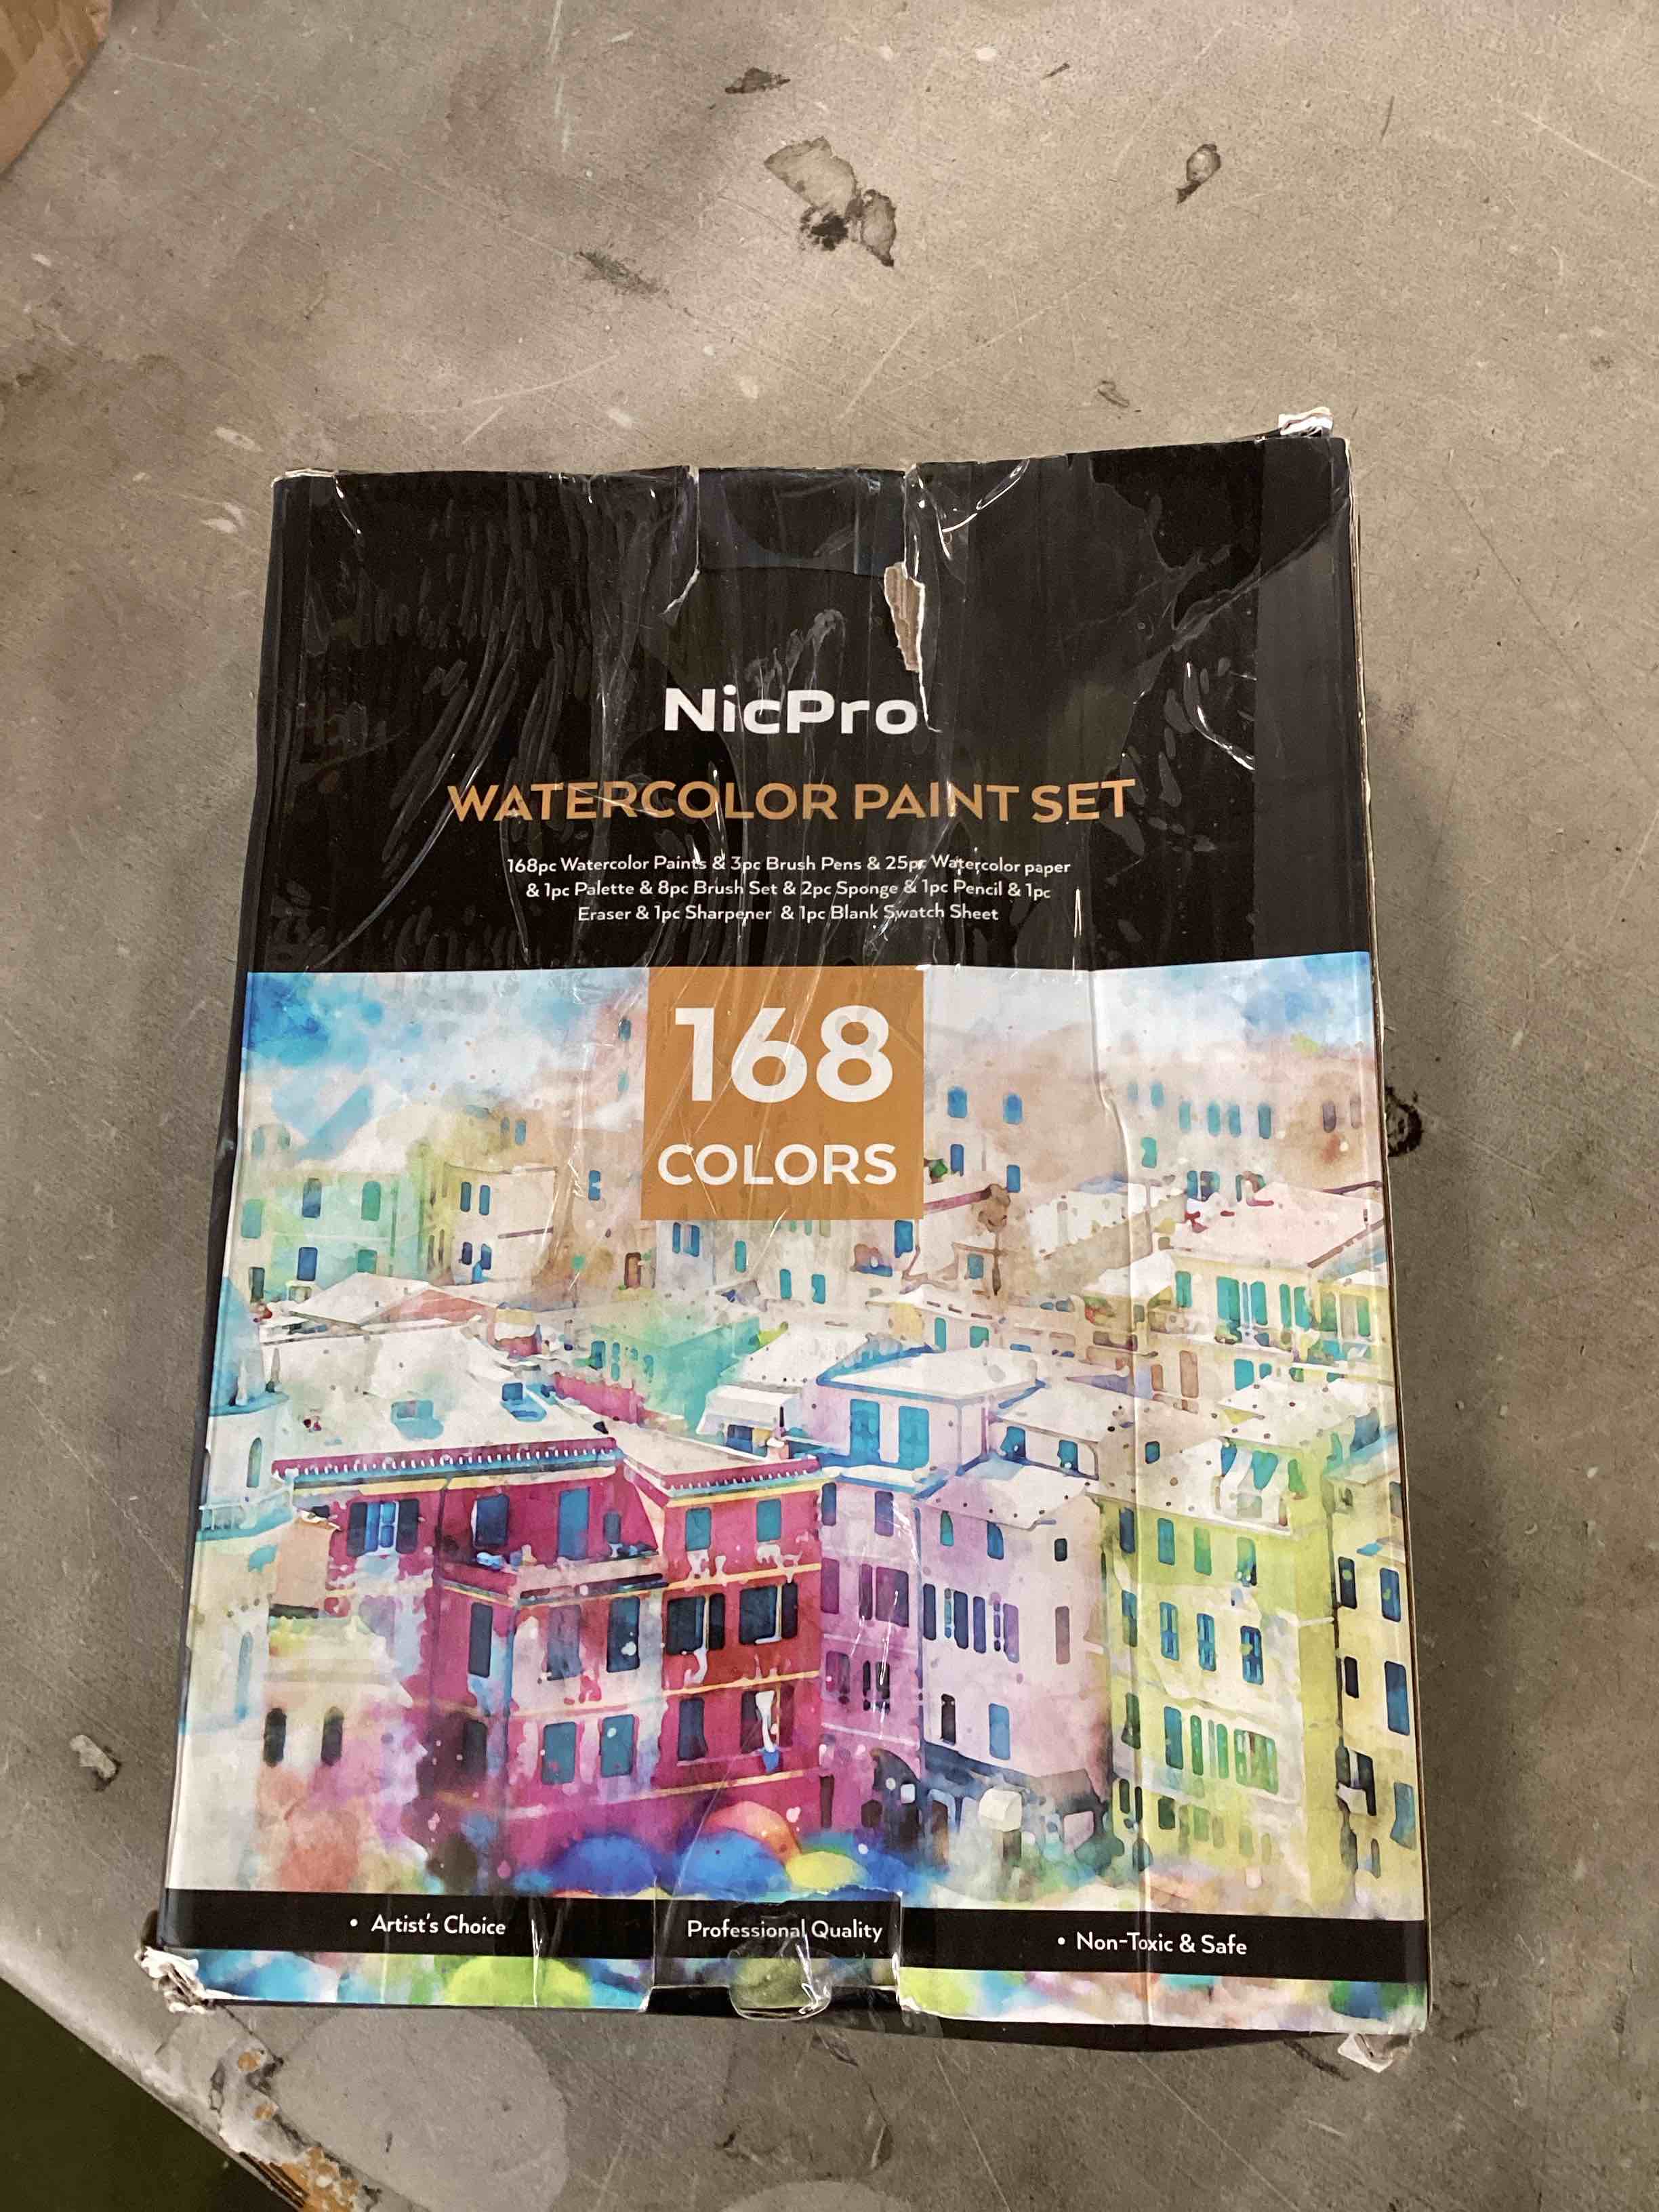 NicPro
WATERCOLOR PAINT SET
168pc Watercolor Paints & 3pc Brush Pens & 25pc Watercolor paper
& 1pc Palette & 8pc Brush Set & 2pc Sponge & 1pc Pencil & 1pc
Eraser & 1pc Sharpener & 1pc Blank Swatch Sheet
168
COLORS
• Artist's Choice
Professional Quality
• Non-Toxic & Safe